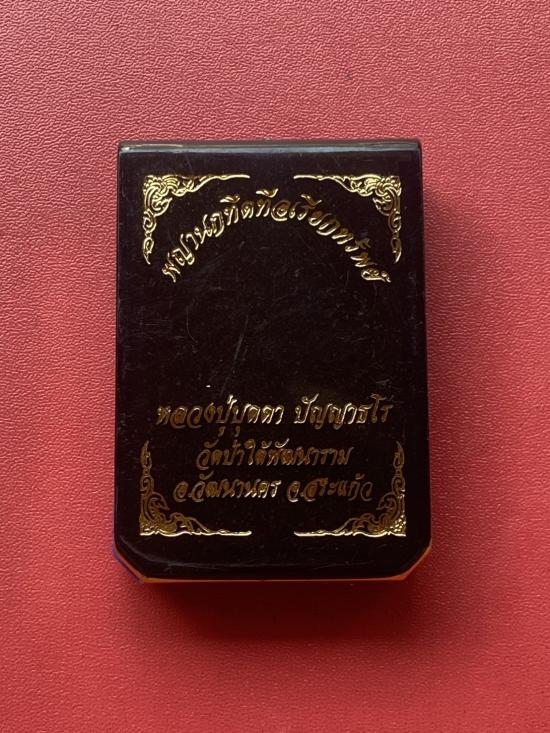 พญานกทึดทือเรียกทรัพย์
หลวงปู่บุดดา ปัญญาธโร
วัดป่าใต้พัฒนาราม
อ.วัฒนานคร จ.สระแก้ว